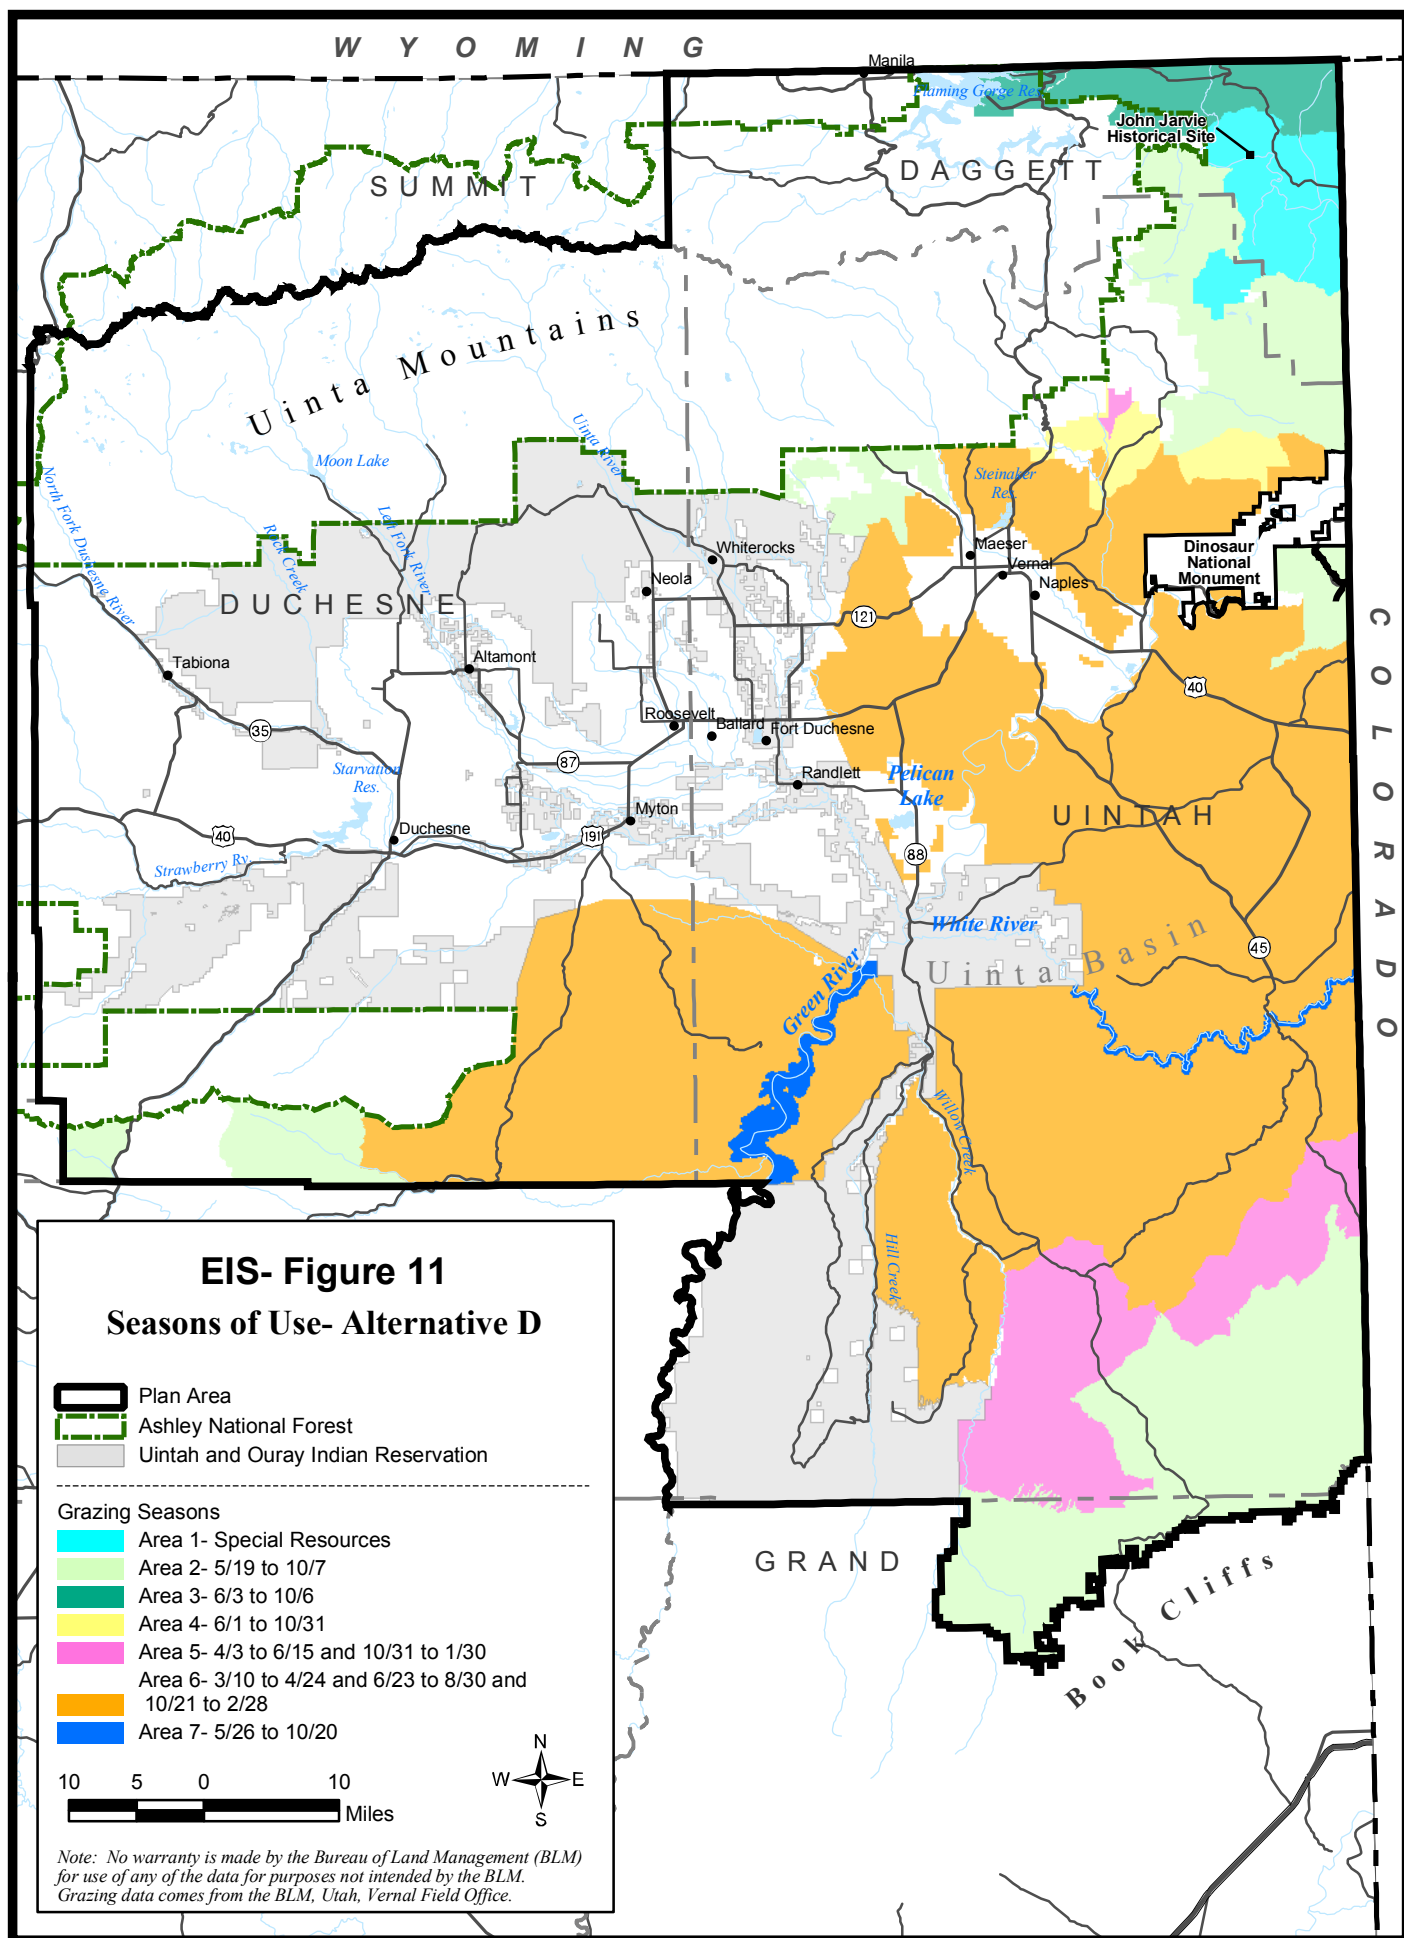 W Y O M I N G
Manila
Flaming Gorge Res.
John Jarvie
Historical Site
DAGGETT
SUMMIT
Uinta Mountains
Moon Lake
Uinta River
North Fork Duchesne River
Rock Creek
Left Fork River
Steinaker
Res.
Whiterocks
Maeser
Vernal
Naples
Dinosaur
National
Monument
Neola
DUCHESNE
121
C O L O R A D O
Tabiona
Altamont
40
35
Roosevelt
Ballard
Fort Duchesne
87
Starvation
Res.
Randlett
Pelican
Lake
UINTAH
Myton
40
Duchesne
191
88
Strawberry Rv.
White River
45
Uinta Basin
Green River
Willow Creek
Hill Creek
GRAND
Book Cliffs
EIS- Figure 11
Seasons of Use- Alternative D
Plan Area
Ashley National Forest
Uintah and Ouray Indian Reservation
Grazing Seasons
Area 1- Special Resources
Area 2- 5/19 to 10/7
Area 3- 6/3 to 10/6
Area 4- 6/1 to 10/31
Area 5- 4/3 to 6/15 and 10/31 to 1/30
Area 6- 3/10 to 4/24 and 6/23 to 8/30 and
10/21 to 2/28
Area 7- 5/26 to 10/20
N
W E
S
10 5 0 10
Miles
Note: No warranty is made by the Bureau of Land Management (BLM)
for use of any of the data for purposes not intended by the BLM.
Grazing data comes from the BLM, Utah, Vernal Field Office.